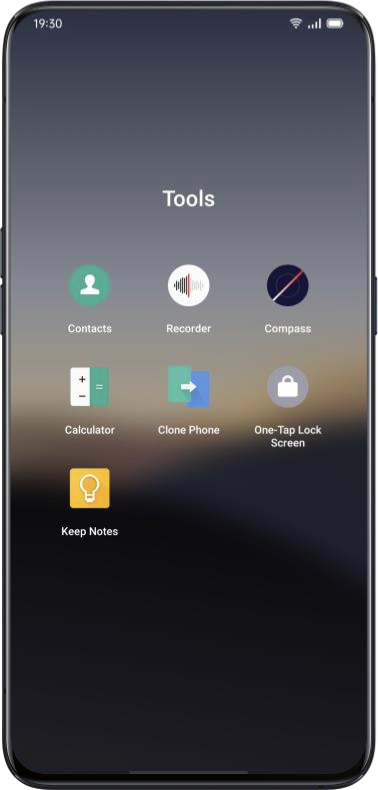 19:30
Tools
Contacts
Recorder
Compass
Calculator
Clone Phone
One-Tap Lock
Screen
Keep Notes